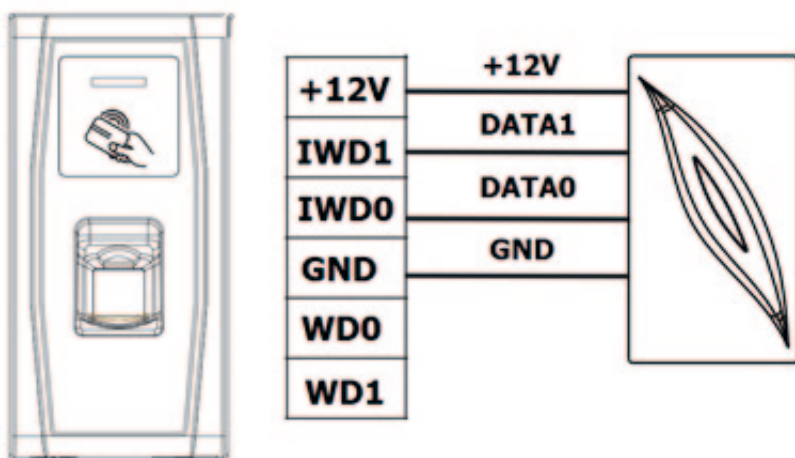 +12V +12V
IWD1 DATA1
IWD0 DATA0
GND GND
WD0
WD1